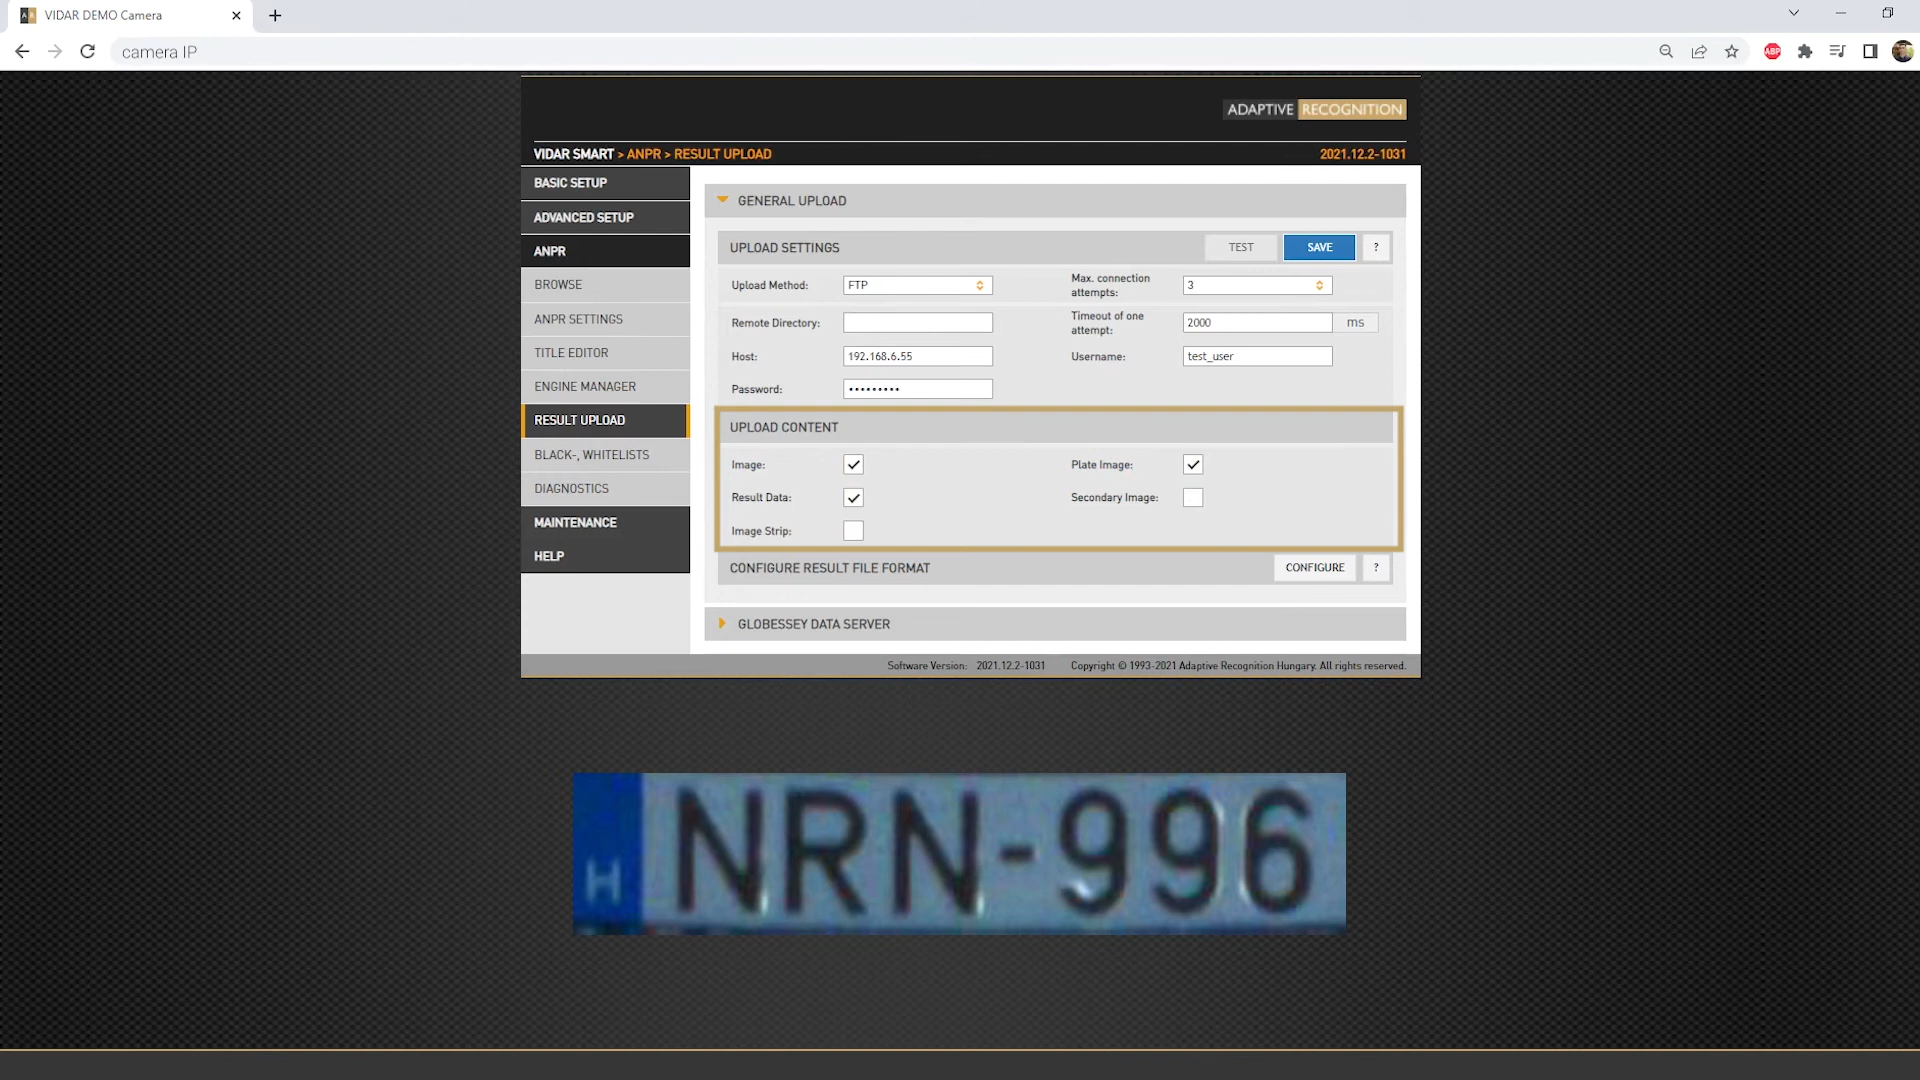 VIDAR DEMO Camera
camera IP
ABP
ADAPTIVE RECOGNITION
VIDAR SMART > ANPR > RESULT UPLOAD 2021.12.2-1031
BASIC SETUP
ADVANCED SETUP
ANPR
BROWSE
ANPR SETTINGS
TITLE EDITOR
ENGINE MANAGER
RESULT UPLOAD
BLACK-, WHITELISTS
DIAGNOSTICS
MAINTENANCE
HELP
GENERAL UPLOAD
UPLOAD SETTINGS TEST SAVE ?
Upload Method: FTP Max. connection attempts: 3
Remote Directory: Timeout of one attempt: 2000 ms
Host: 192.168.6.55 Username: test_user
Password: •••••••••
UPLOAD CONTENT
Image: Plate Image:
Result Data: Secondary Image:
Image Strip:
CONFIGURE RESULT FILE FORMAT CONFIGURE ?
GLOBESSEY DATA SERVER
Software Version: 2021.12.2-1031 Copyright © 1993-2021 Adaptive Recognition Hungary. All rights reserved.
H NRN-996